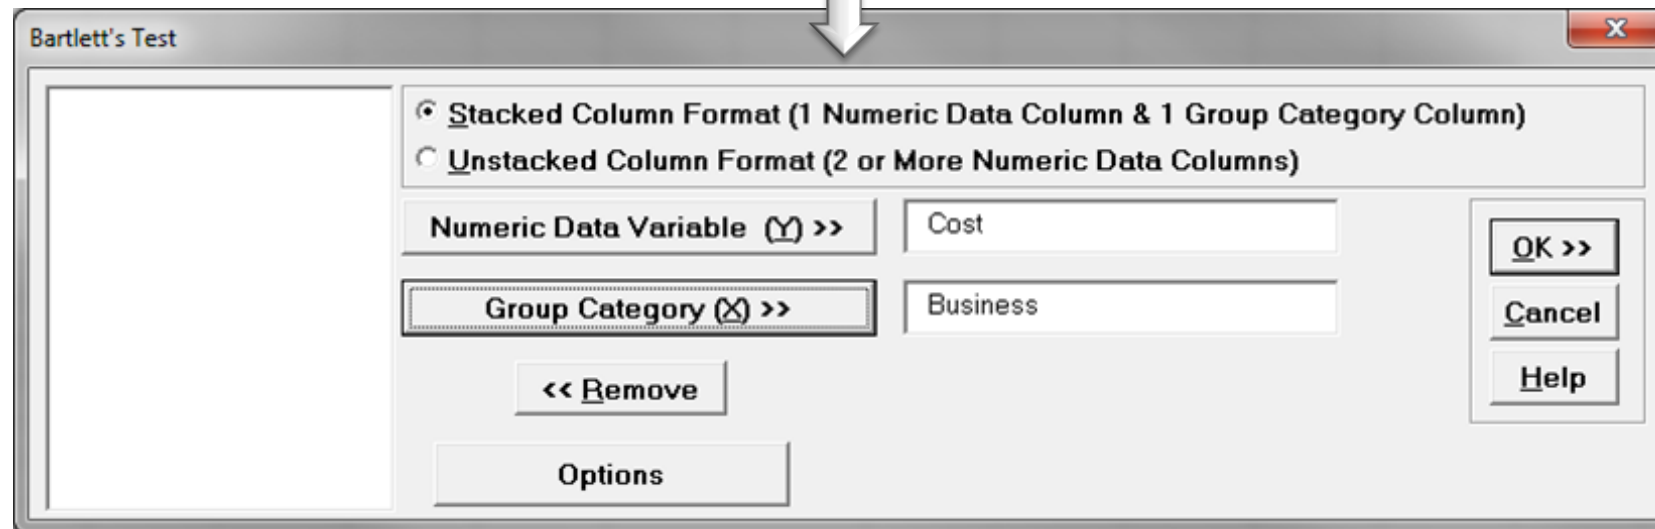 Bartlett's Test
Stacked Column Format (1 Numeric Data Column & 1 Group Category Column)
Unstacked Column Format (2 or More Numeric Data Columns)
Numeric Data Variable (Y) >>
Cost
OK >>
Group Category (X) >>
Business
Cancel
<< Remove
Help
Options